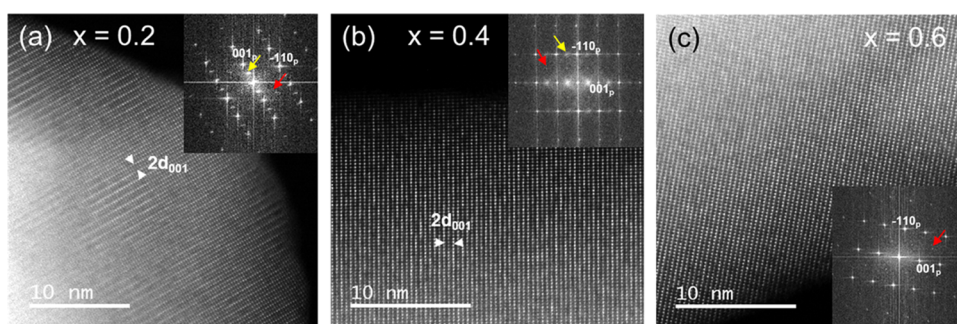 (a) x = 0.2
001p
-110p
2d001
10 nm
(b) x = 0.4
-110p
001p
2d001
10 nm
(c) x = 0.6
-110p
001p
10 nm